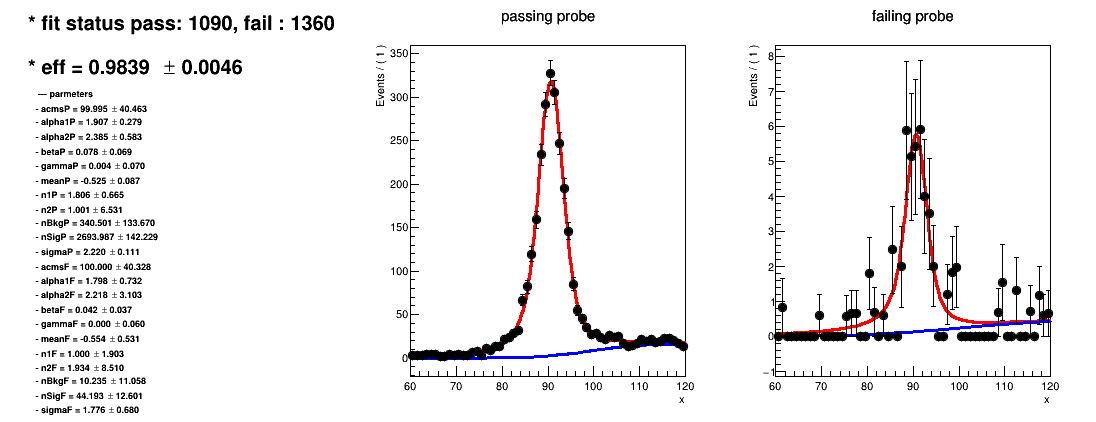 * fit status pass: 1090, fail : 1360
* eff = 0.9839 ± 0.0046
--- parmeters
- acmsP = 99.995 ± 40.463
- alpha1P = 1.907 ± 0.279
- alpha2P = 2.385 ± 0.583
- betaP = 0.078 ± 0.069
- gammaP = 0.004 ± 0.070
- meanP = -0.525 ± 0.087
- n1P = 1.806 ± 0.665
- n2P = 1.001 ± 6.531
- nBkgP = 340.501 ± 133.670
- nSigP = 2693.987 ± 142.229
- sigmaP = 2.220 ± 0.111
- acmsF = 100.000 ± 40.328
- alpha1F = 1.798 ± 0.732
- alpha2F = 2.218 ± 3.103
- betaF = 0.042 ± 0.037
- gammaF = 0.000 ± 0.060
- meanF = -0.554 ± 0.531
- n1F = 1.000 ± 1.903
- n2F = 1.934 ± 8.510
- nBkgF = 10.235 ± 11.058
- nSigF = 44.193 ± 12.601
- sigmaF = 1.776 ± 0.680
passing probe
Events / ( 1 )
350
300
250
200
150
100
50
0
60 70 80 90 100 110 120
x
failing probe
Events / ( 1 )
8
7
6
5
4
3
2
1
0
−1
60 70 80 90 100 110 120
x